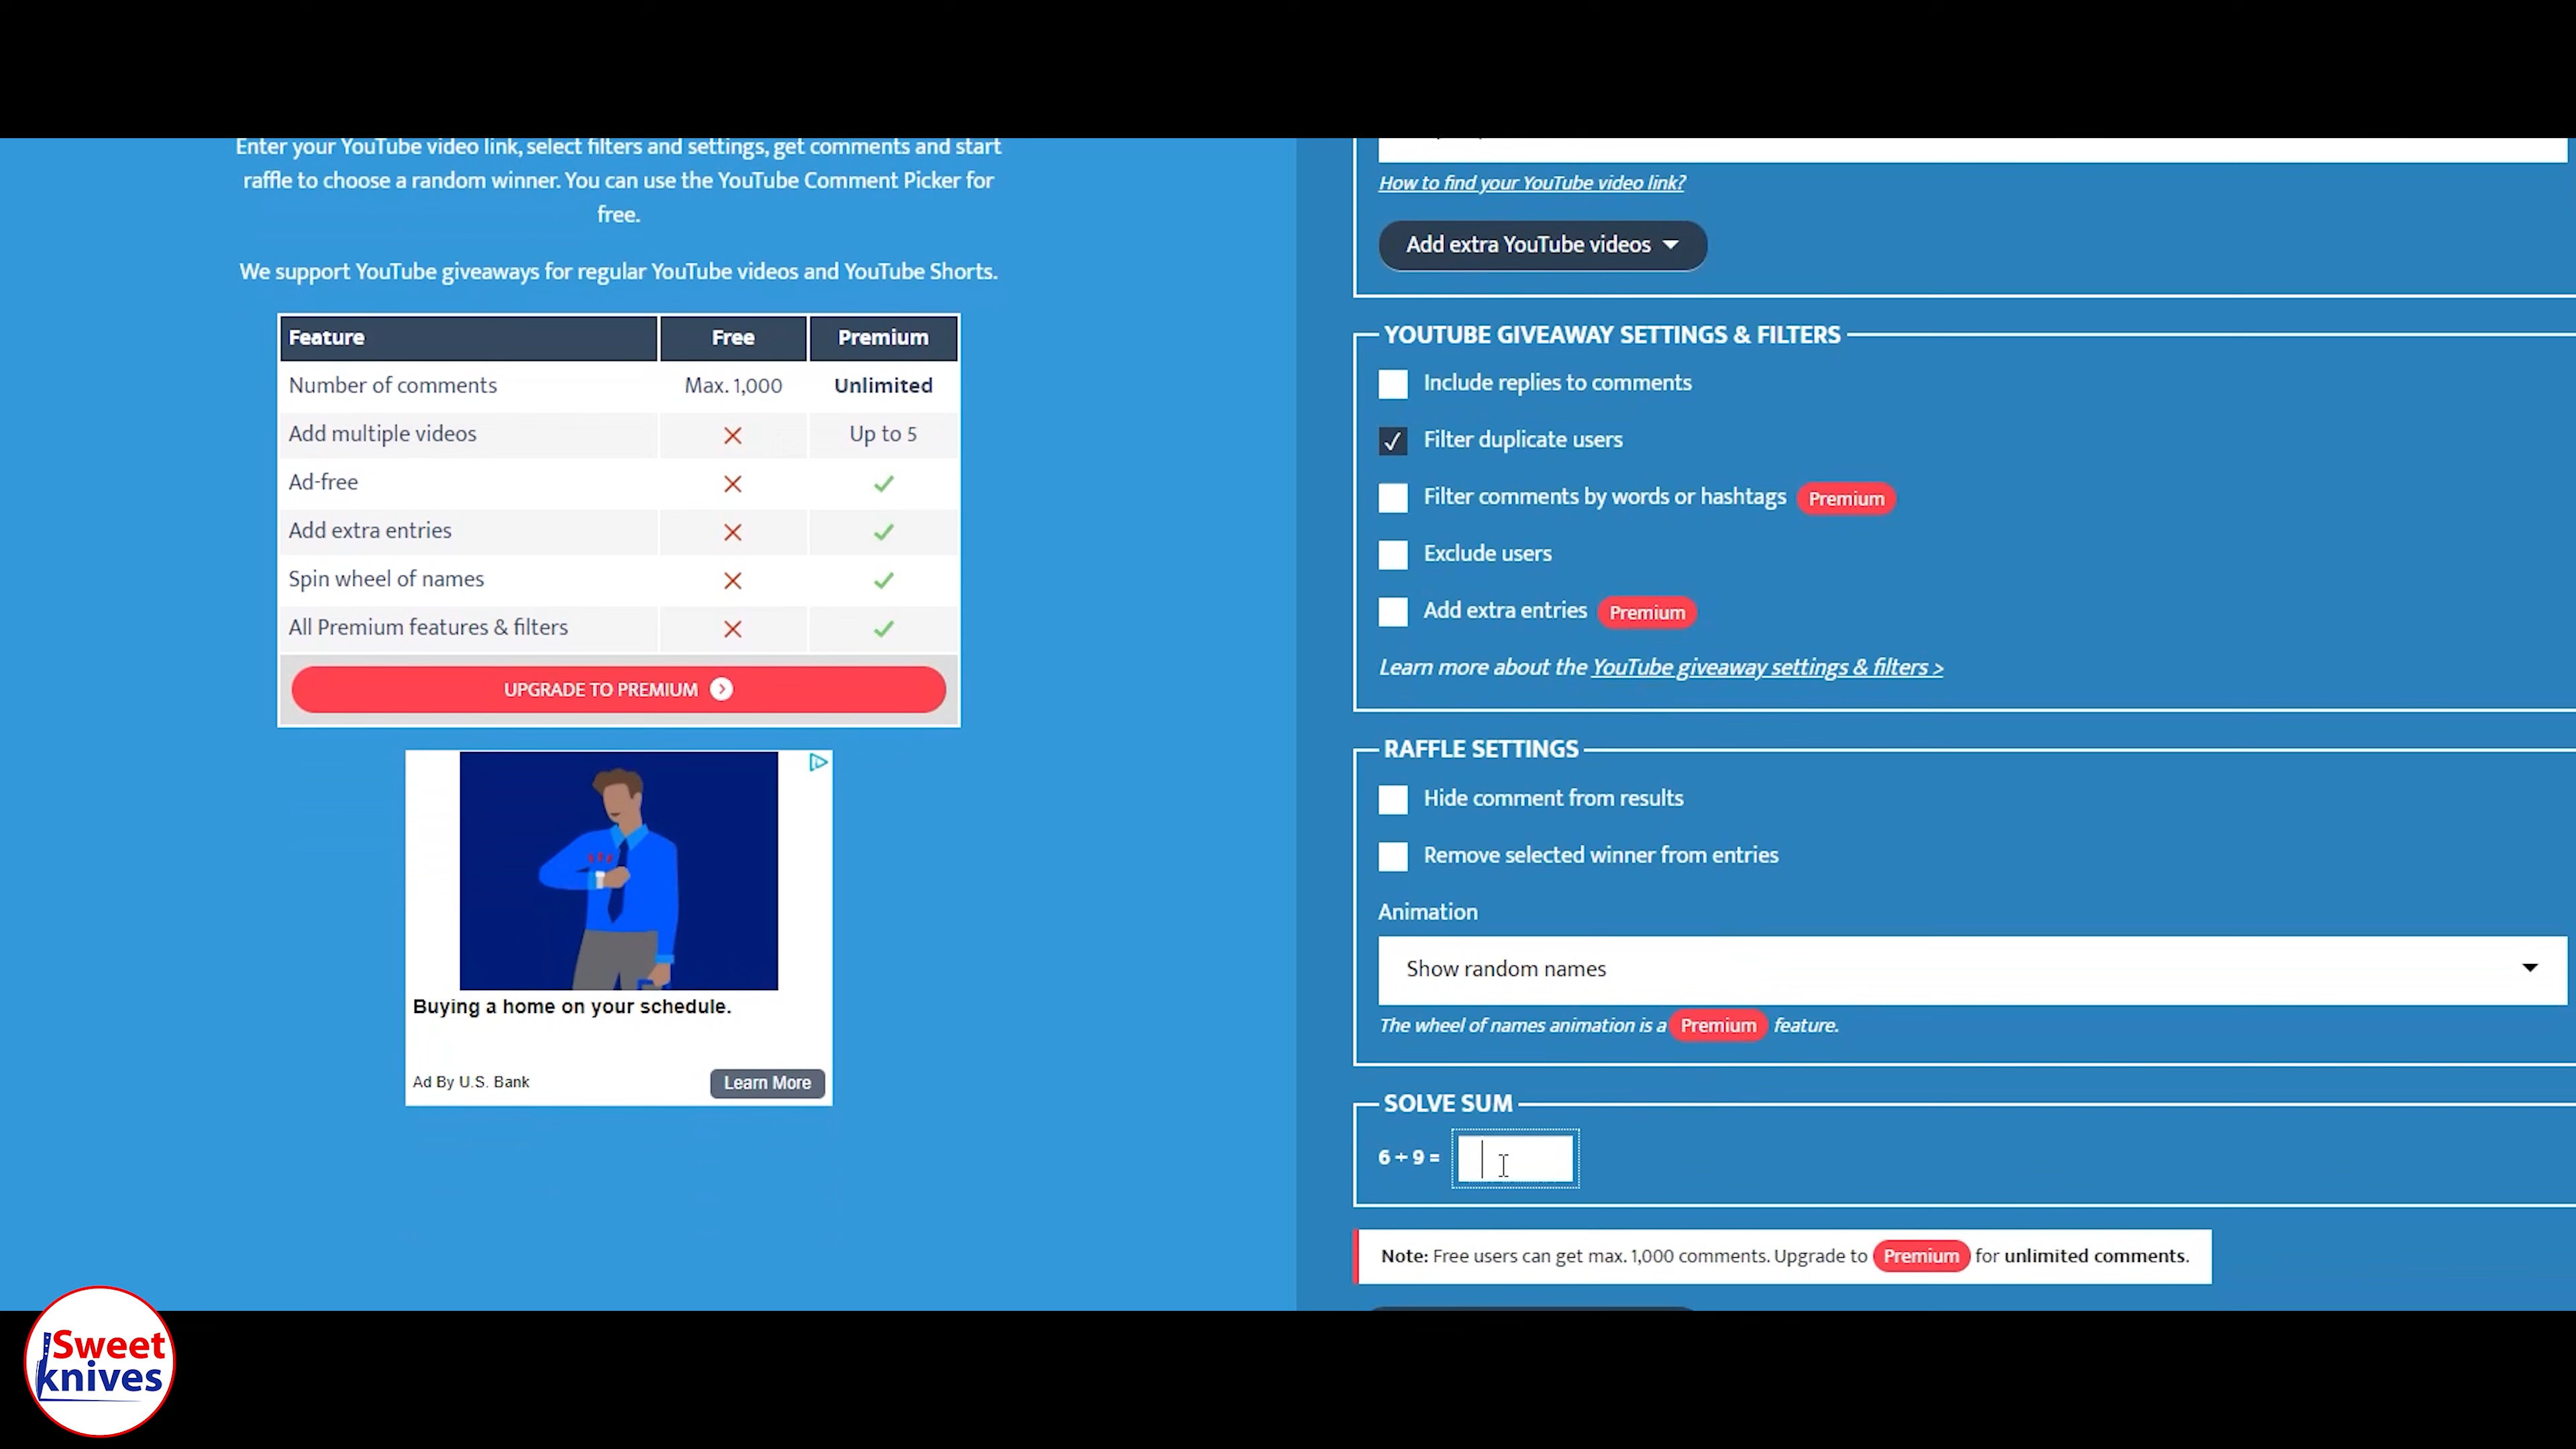 Enter your YouTube video link, select filters and settings, get comments and start
raffle to choose a random winner. You can use the YouTube Comment Picker for
free.
We support YouTube giveaways for regular YouTube videos and YouTube Shorts.
Feature Free Premium
Number of comments Max. 1,000 Unlimited
Add multiple videos Up to 5
Ad-free
Add extra entries
Spin wheel of names
All Premium features & filters
UPGRADE TO PREMIUM
Buying a home on your schedule.
Ad By U.S. Bank Learn More
How to find your YouTube video link?
Add extra YouTube videos
YOUTUBE GIVEAWAY SETTINGS & FILTERS
Include replies to comments
Filter duplicate users
Filter comments by words or hashtags Premium
Exclude users
Add extra entries Premium
Learn more about the YouTube giveaway settings & filters >
RAFFLE SETTINGS
Hide comment from results
Remove selected winner from entries
Animation
Show random names
The wheel of names animation is a Premium feature.
SOLVE SUM
6 + 9 =
Note: Free users can get max. 1,000 comments. Upgrade to Premium for unlimited comments.
Sweet
knives